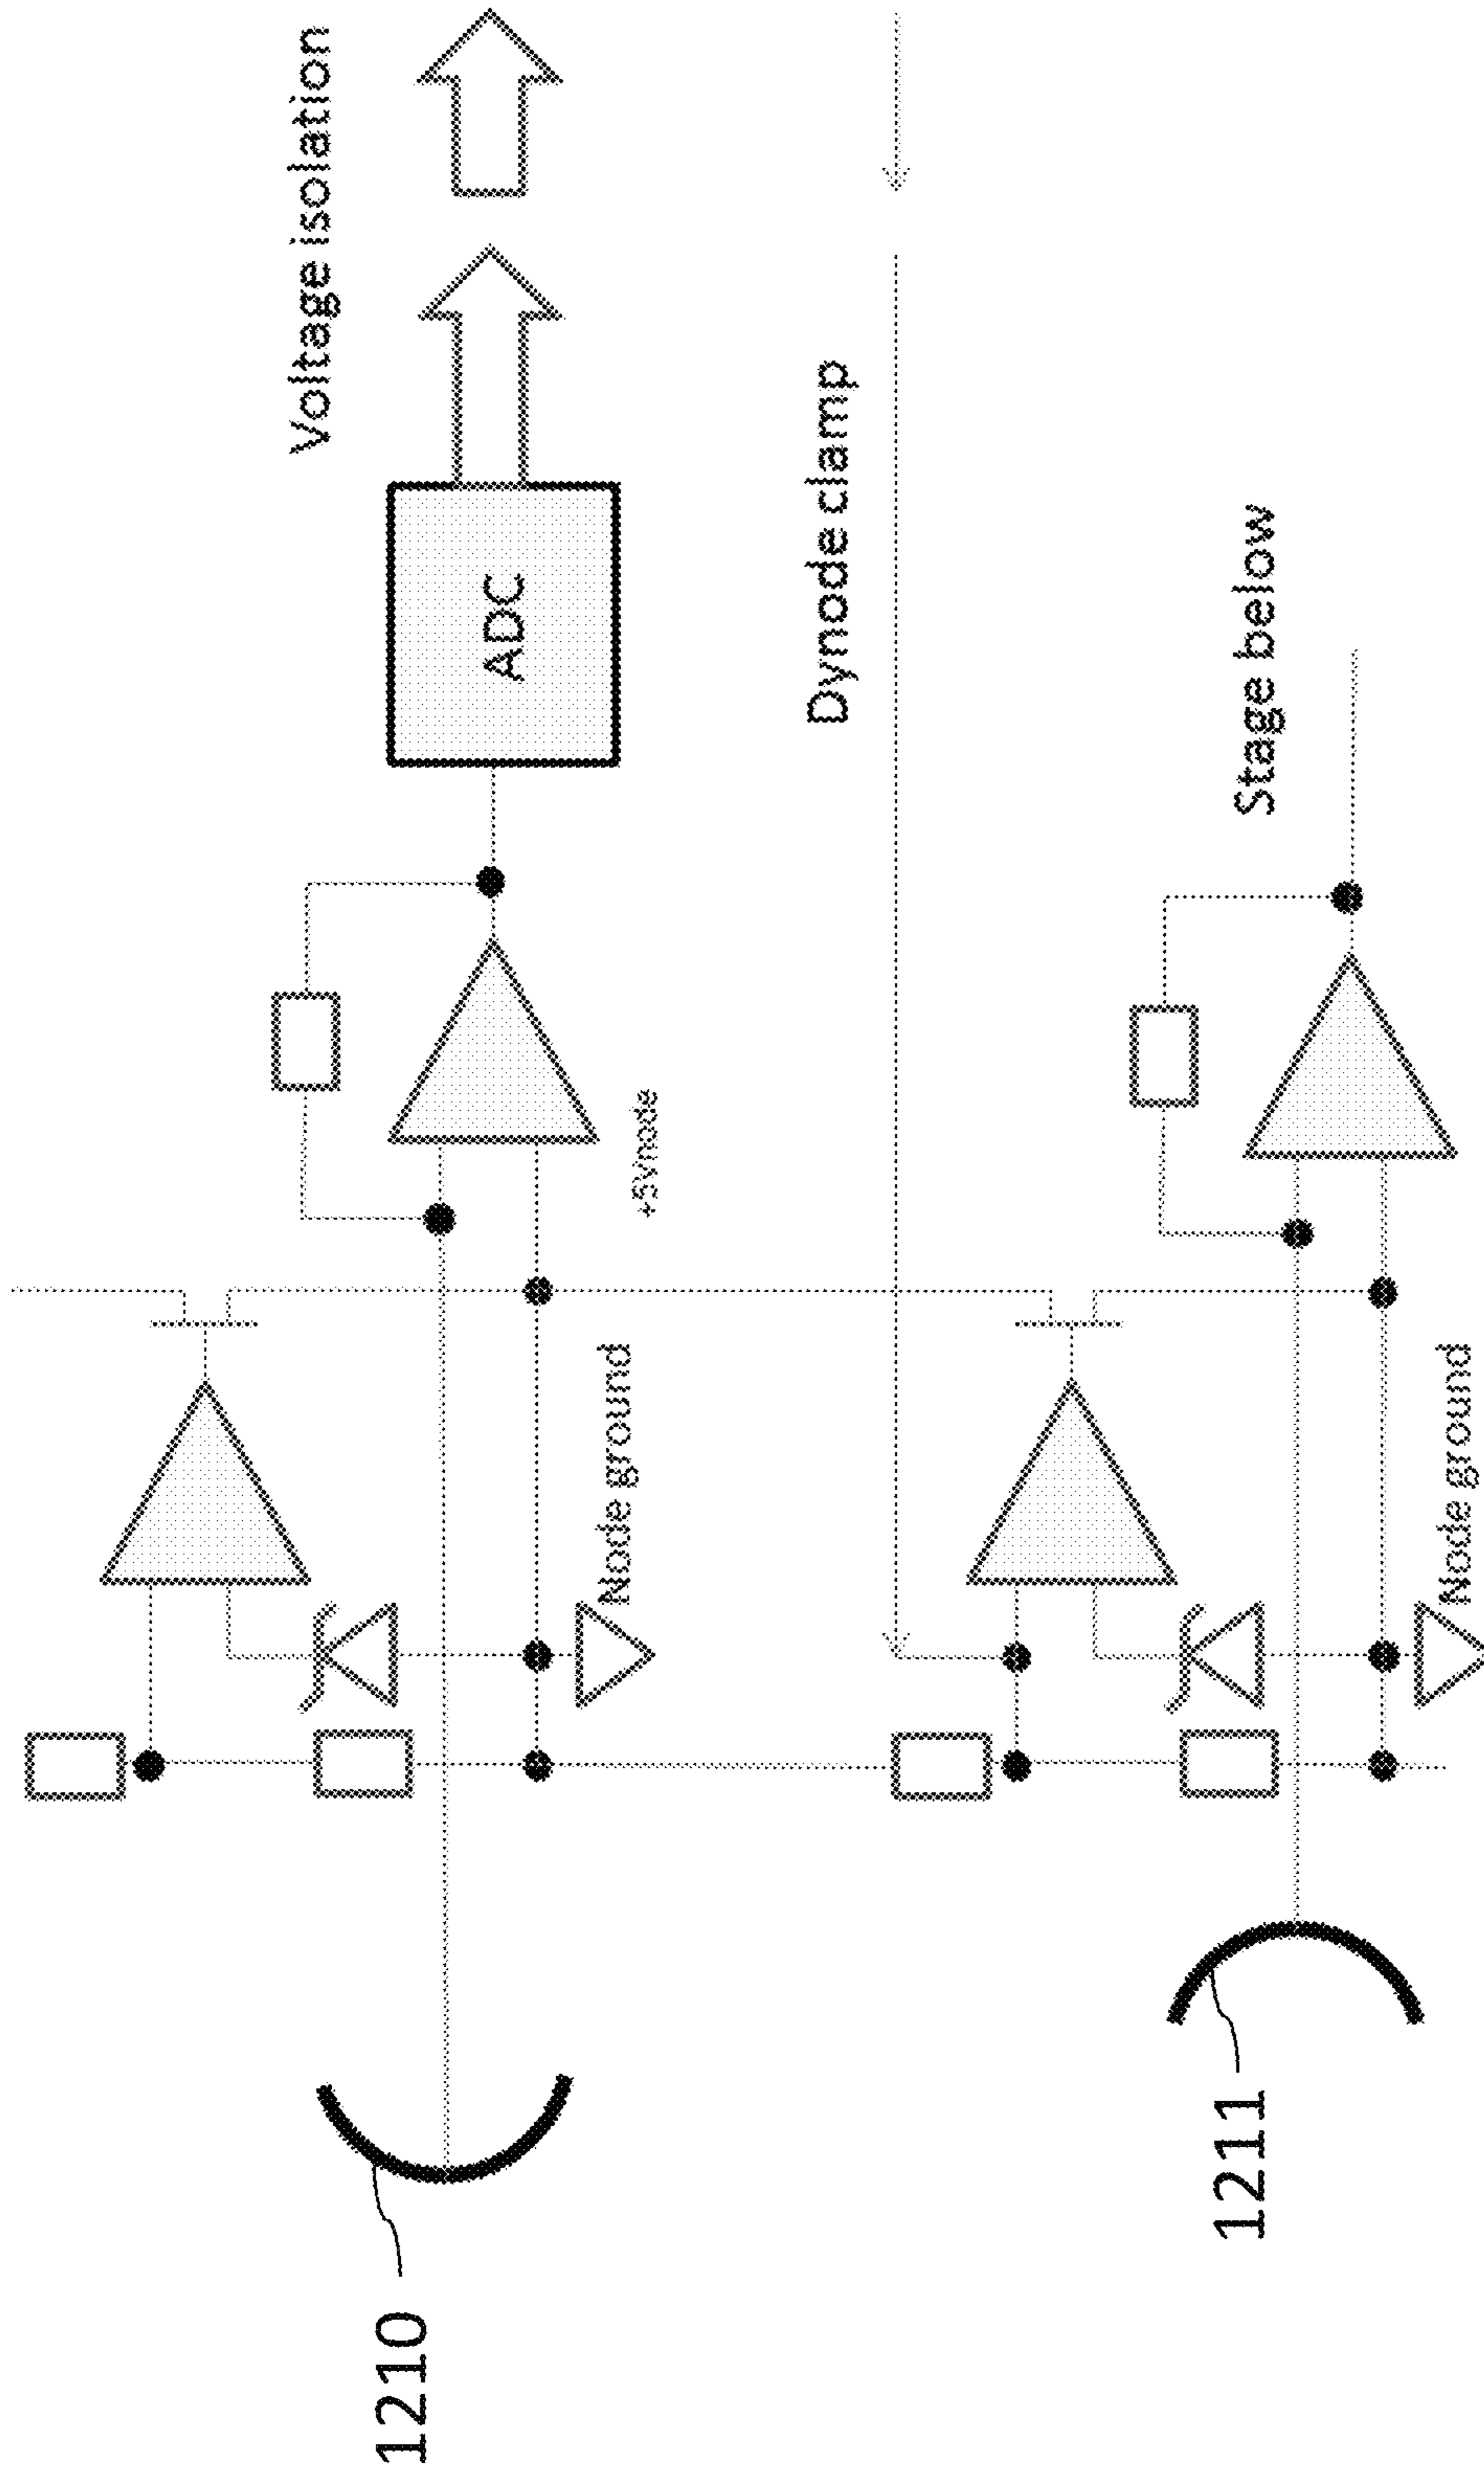 Voltage isolation
ADC
+5Vnode
Node ground
1210
Dynode clamp
Stage below
Node ground
1211